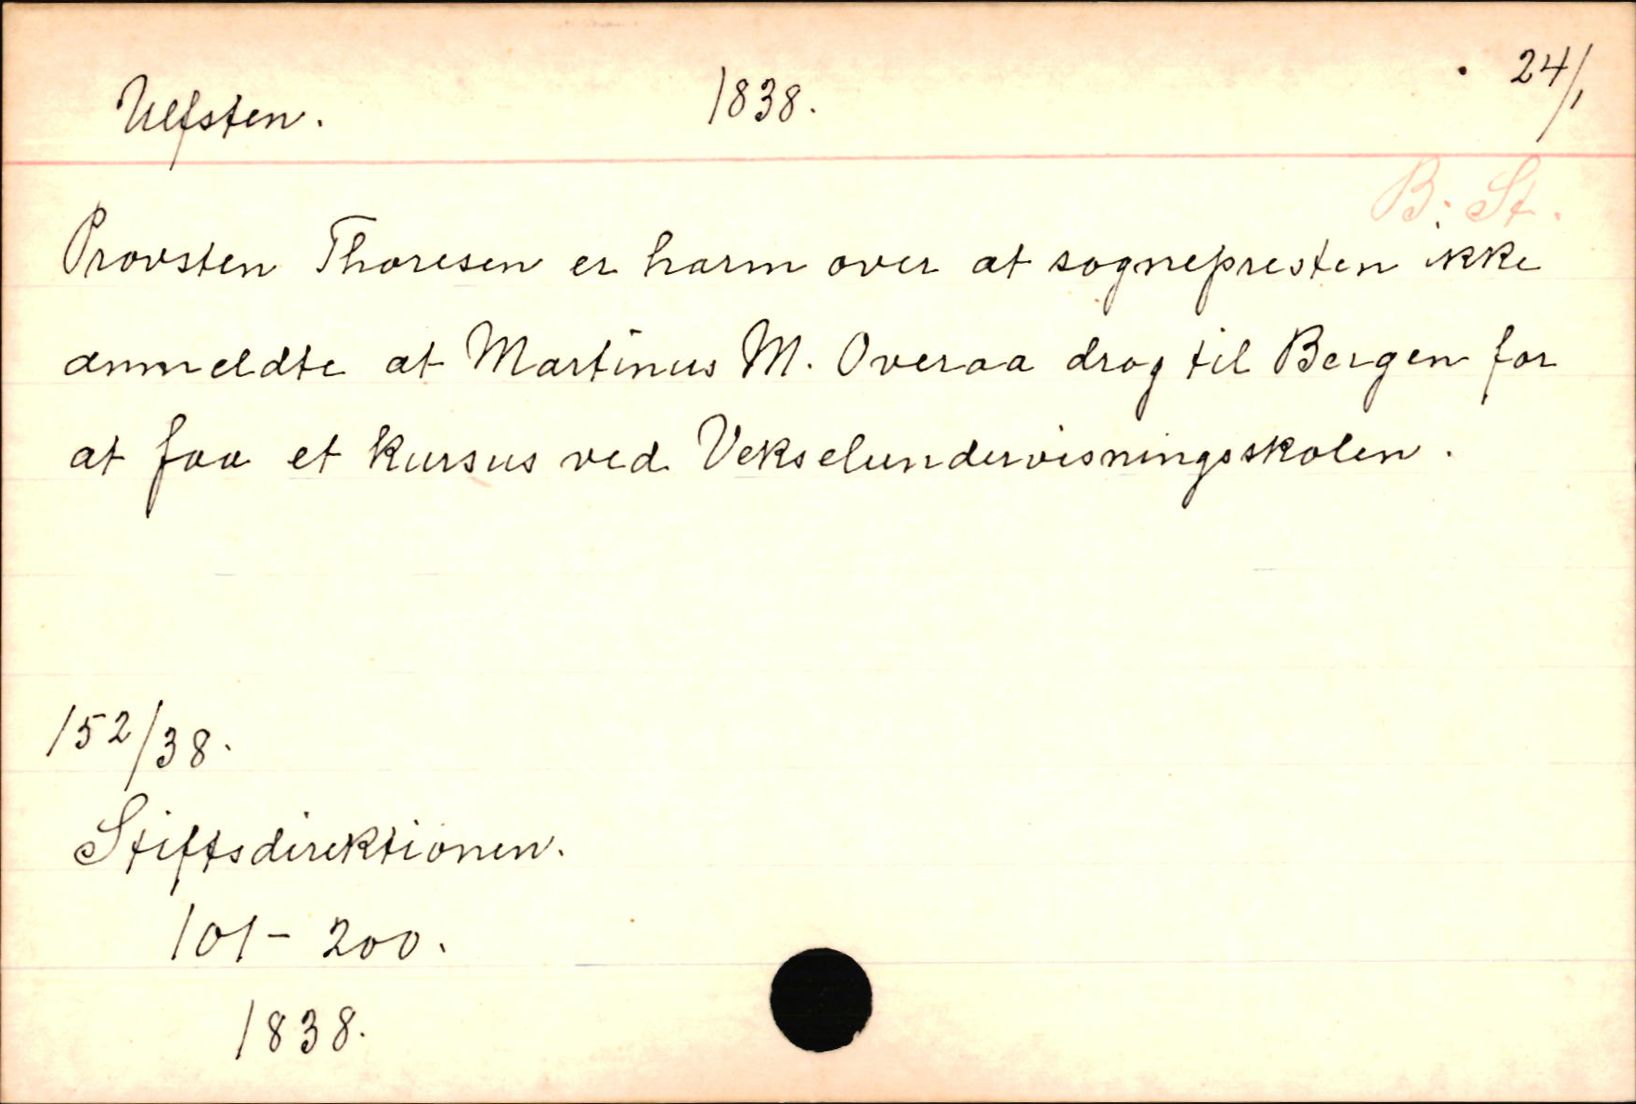 Ulfsten. 1838. 24/1
B. St.
Provsten Thoresen er harm over at sognepresten ikke
anmeldte at Martinus M. Overaa drog til Bergen for
at faa et kursus ved Vekselundervisningsskolen.
152/38.
Stiftsdirektionen.
101-200.
1838.